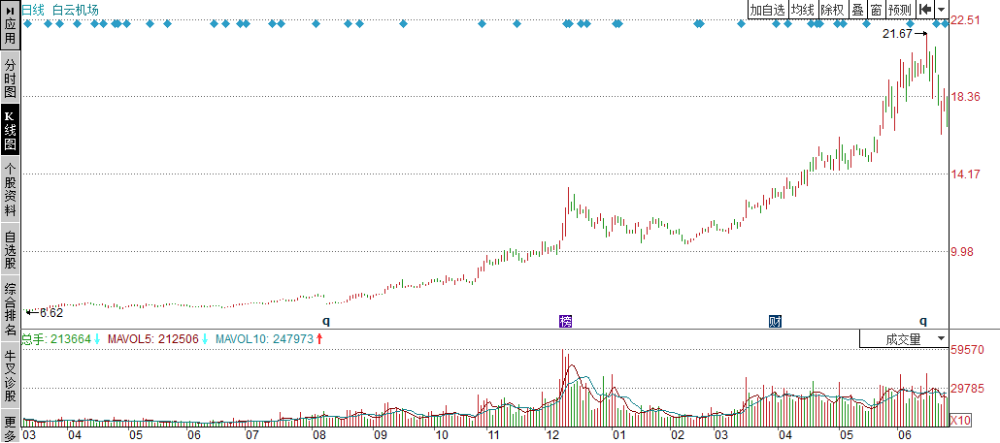 日线 白云机场
加自选 均线 除权 叠 窗 预测
应用
分时图
K线图
个股资料
自选股
综合排名
牛叉诊股
更多
22.51
21.67
18.36
14.17
9.98
6.62
q 榜 财 q
总手: 213664 MAVOL5: 212506 MAVOL10: 247973
成交量
59570
29785
X10
03 04 05 06 07 08 09 10 11 12 01 02 03 04 05 06